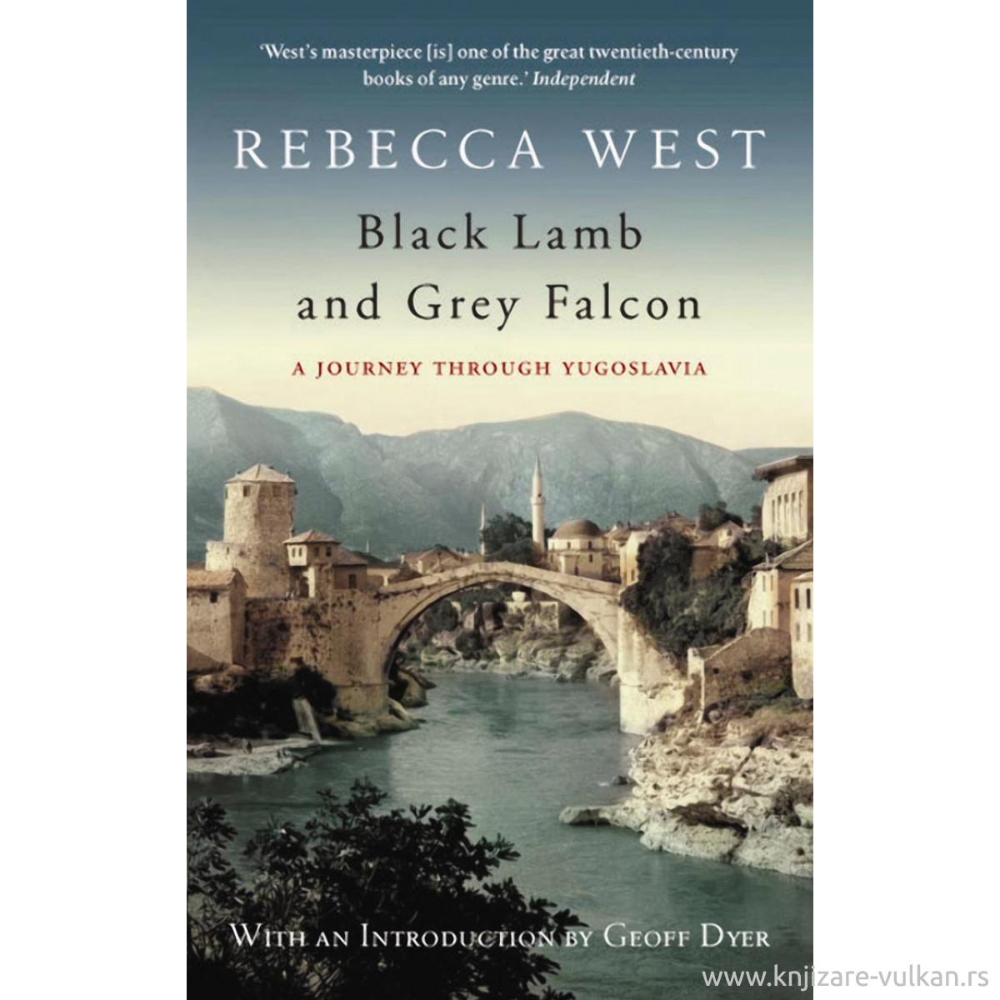 ‘West’s masterpiece [is] one of the great twentieth-century
books of any genre.’ Independent
REBECCA WEST
Black Lamb
and Grey Falcon
A JOURNEY THROUGH YUGOSLAVIA
WITH AN INTRODUCTION BY GEOFF DYER
www.knjizare-vulkan.rs